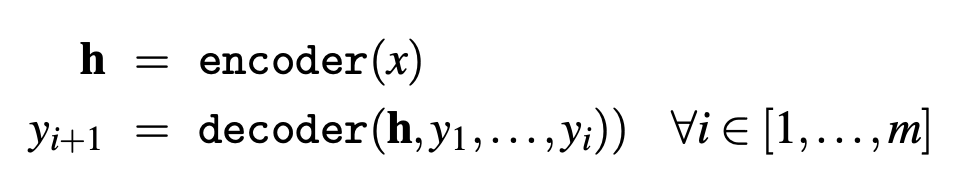 h = encoder(x)
y_{i+1} = decoder(h, y_1, ..., y_i)) ∀i ∈ [1, ..., m]